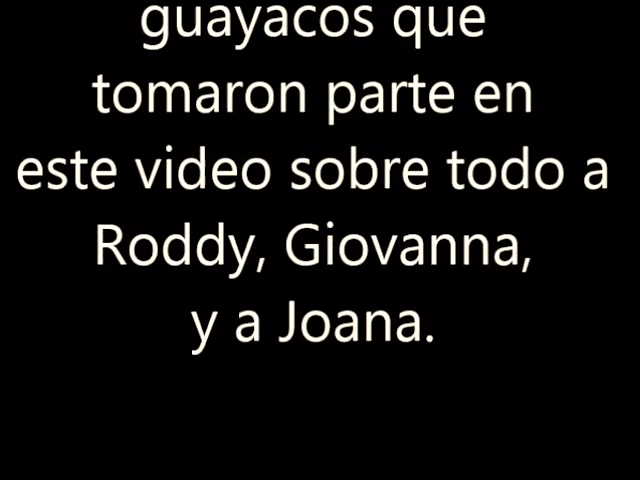 guayacos que
tomaron parte en
este video sobre todo a
Roddy, Giovanna,
y a Joana.